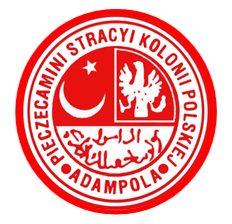 PIECZECAMINI STRACYI KOLONII POLSKIEJ
• ADAMPOLA •